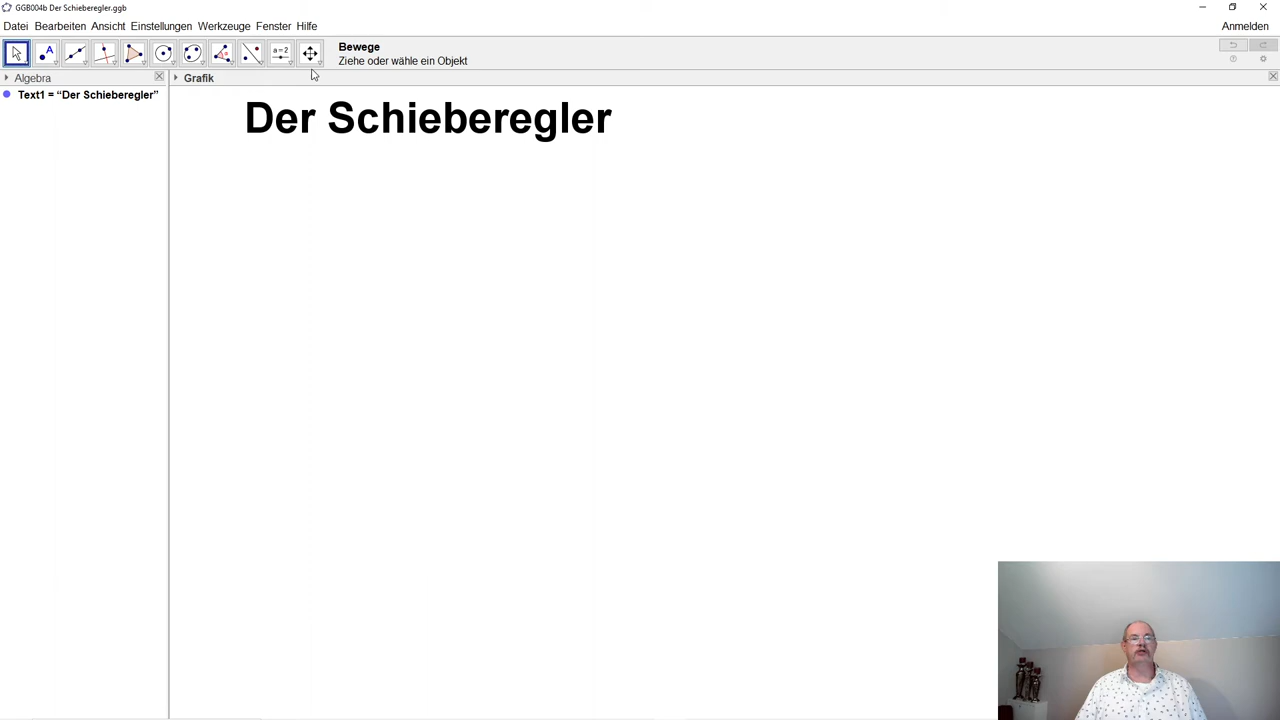 GGB004b Der Schieberegler.ggb
Datei Bearbeiten Ansicht Einstellungen Werkzeuge Fenster Hilfe
Anmelden
a=2
Bewege
Ziehe oder wähle ein Objekt
Algebra
Grafik
Text1 = “Der Schieberegler”
Der Schieberegler